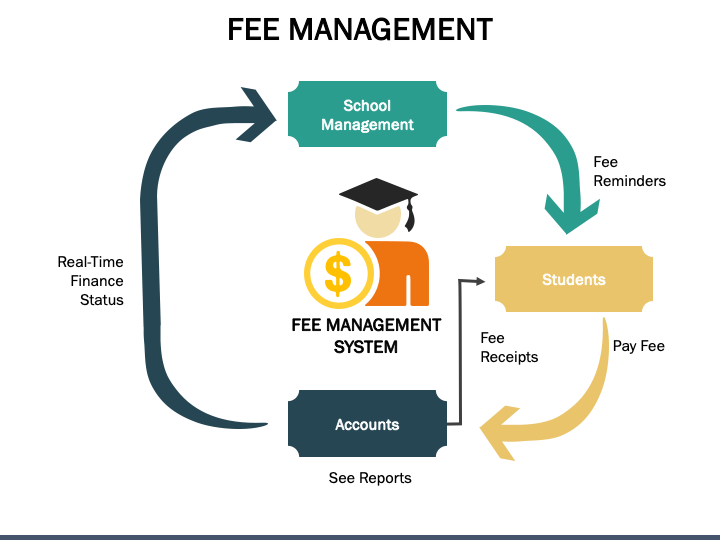 FEE MANAGEMENT
School
Management
Fee
Reminders
Real-Time
Finance
Status
$
Students
FEE MANAGEMENT
SYSTEM
Fee
Receipts
Pay Fee
Accounts
See Reports